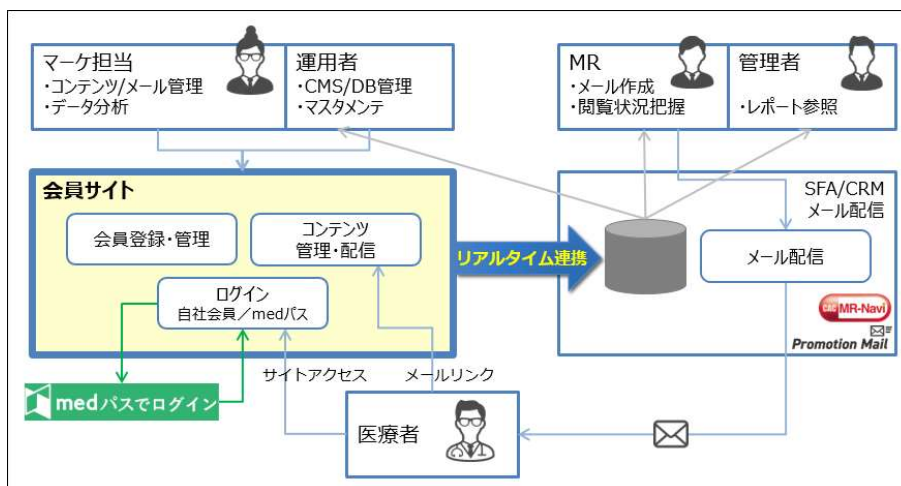 マーケ担当
・コンテンツ/メール管理
・データ分析
運用者
・CMS/DB管理
・マスタメンテ
MR
・メール作成
・閲覧状況把握
管理者
・レポート参照
会員サイト
会員登録・管理
コンテンツ
管理・配信
ログイン
自社会員／medパス
リアルタイム連携
SFA/CRM
メール配信
メール配信
CAC MR-Navi
Promotion Mail
medパスでログイン
サイトアクセス
メールリンク
医療者